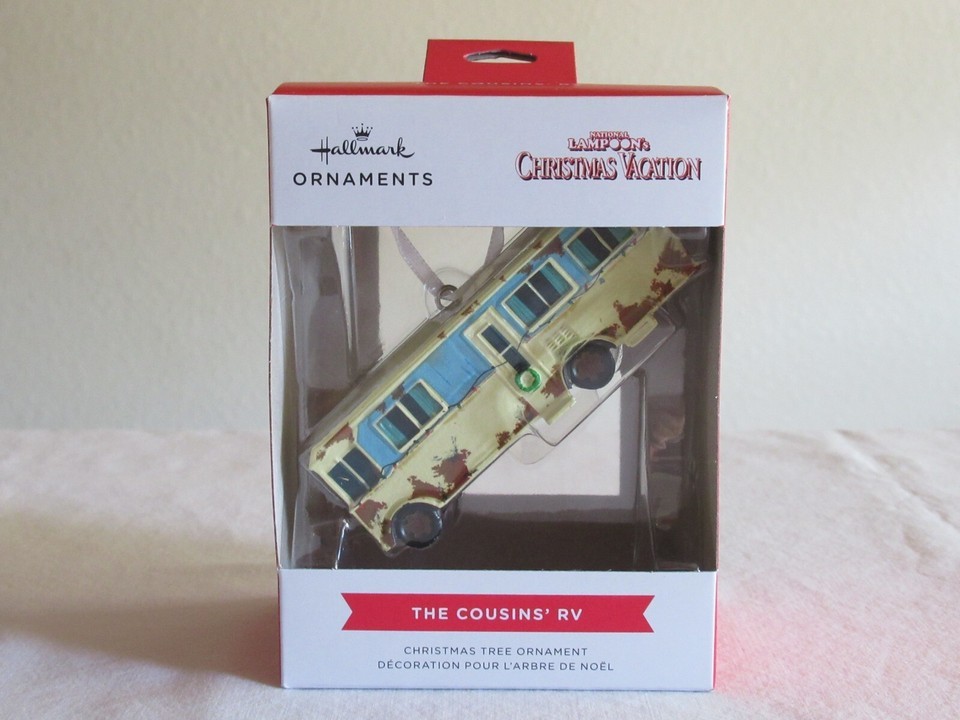 Hallmark
ORNAMENTS
NATIONAL
LAMPOON'S
CHRISTMAS VACATION
THE COUSINS' RV
CHRISTMAS TREE ORNAMENT
DÉCORATION POUR L'ARBRE DE NOËL